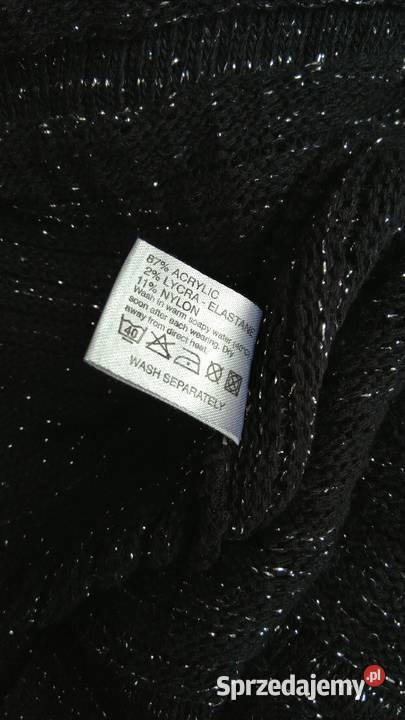 87% ACRYLIC
2% LYCRA - ELASTANE
11% NYLON
Wash in warm soapy water (40°C)
soon after each wearing. Dry
away from direct heat.
40
WASH SEPARATELY
Sprzedajemy.pl